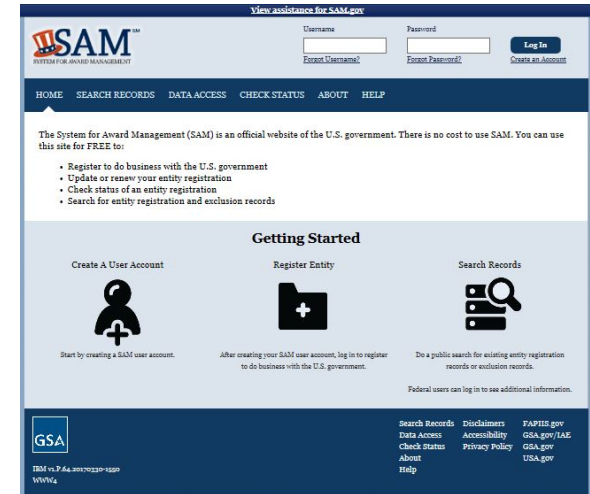 View assistance for SAM.gov
SAM℠
SYSTEM FOR AWARD MANAGEMENT
Username
Password
Log In
Forgot Username?
Forgot Password?
Create an Account
HOME SEARCH RECORDS DATA ACCESS CHECK STATUS ABOUT HELP
The System for Award Management (SAM) is an official website of the U.S. government. There is no cost to use SAM. You can use
this site for FREE to:
• Register to do business with the U.S. government
• Update or renew your entity registration
• Check status of an entity registration
• Search for entity registration and exclusion records
Getting Started
Create A User Account
Start by creating a SAM user account.
Register Entity
After creating your SAM user account, log in to register
to do business with the U.S. government.
Search Records
Do a public search for existing entity registration
records or exclusion records.
Federal users can log in to see additional information.
GSA
IBM v1.P.64.20170330-1550
WWW4
Search Records
Data Access
Check Status
About
Help
Disclaimers
Accessibility
Privacy Policy
FAPIIS.gov
GSA.gov/IAE
GSA.gov
USA.gov